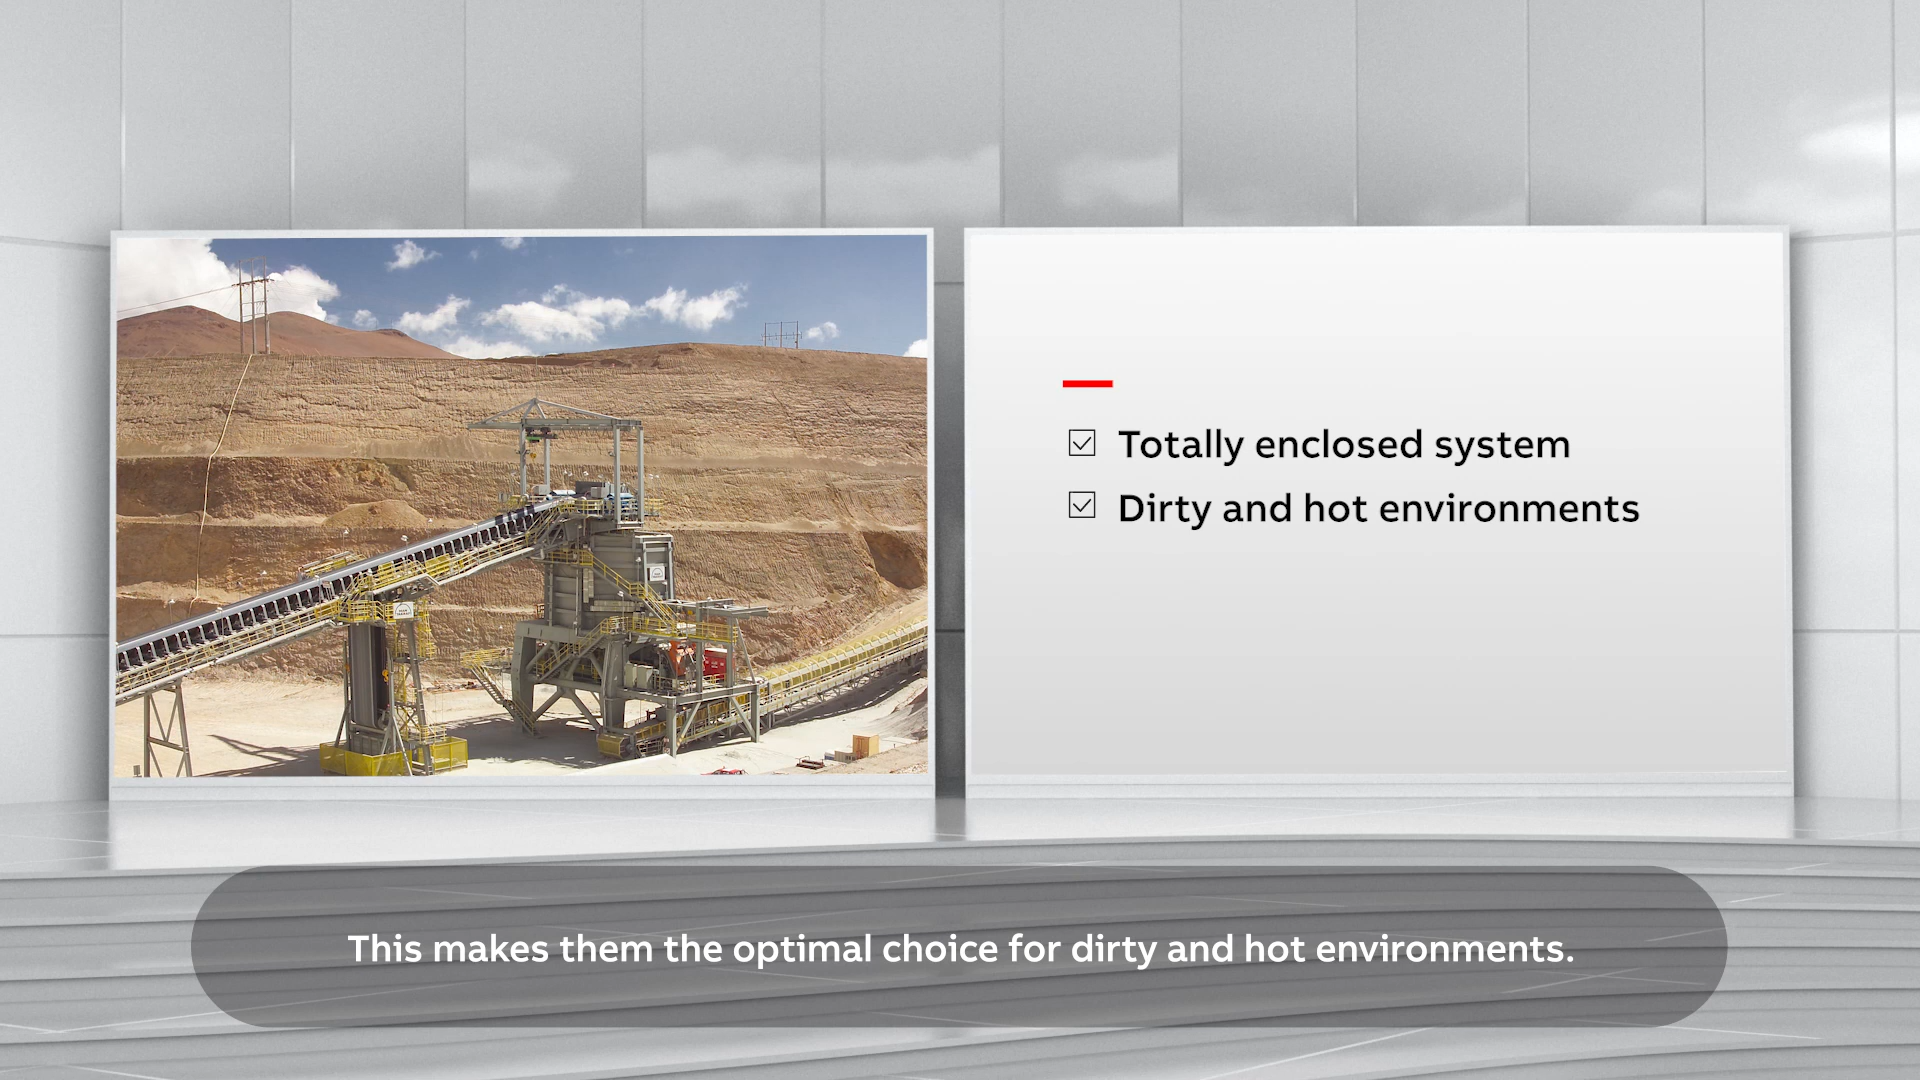 Totally enclosed system
Dirty and hot environments
This makes them the optimal choice for dirty and hot environments.